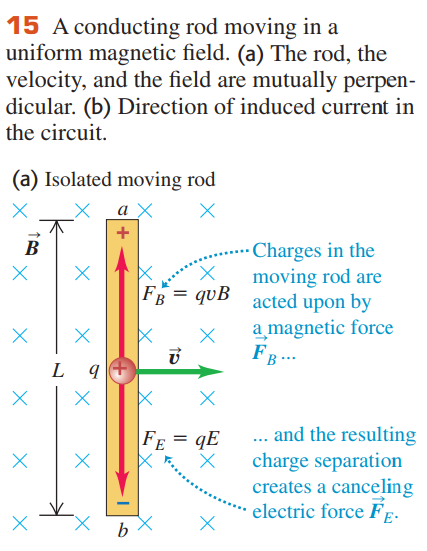 15 A conducting rod moving in a
uniform magnetic field. (a) The rod, the
velocity, and the field are mutually perpen-
dicular. (b) Direction of induced current in
the circuit.
(a) Isolated moving rod
a
+
B⃗
Charges in the
moving rod are
acted upon by
a magnetic force
F⃗_B ...
F_B = qvB
v⃗
L
q
+
F_E = qE
... and the resulting
charge separation
creates a canceling
electric force F⃗_E.
−
b